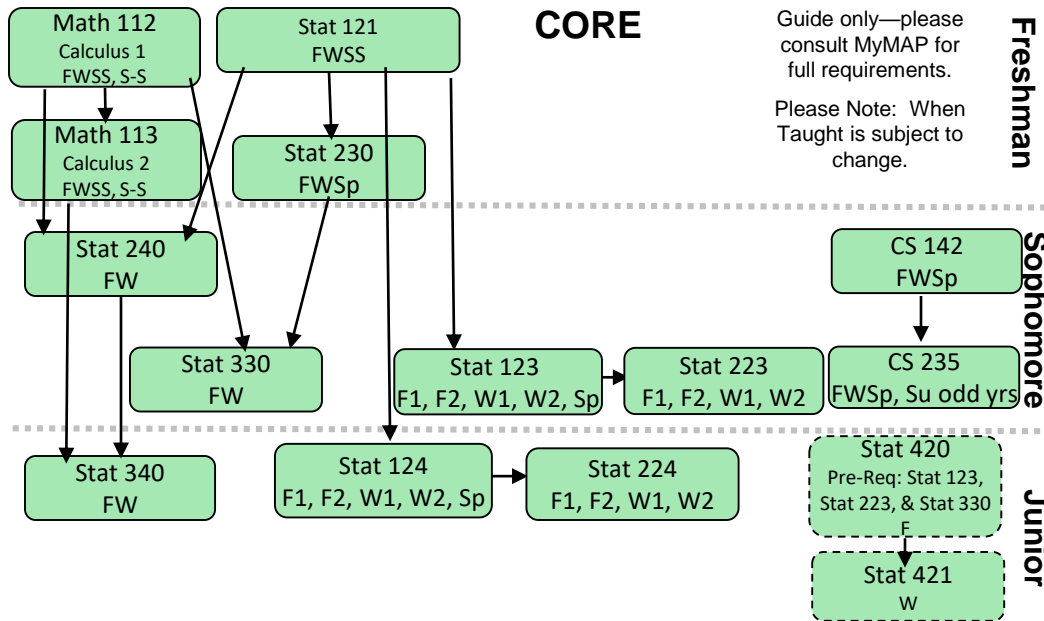 CORE
Guide only—please
consult MyMAP for
full requirements.
Please Note:  When
Taught is subject to
change.
Freshman
Math 112
Calculus 1
FWSS, S-S
Stat 121
FWSS
Math 113
Calculus 2
FWSS, S-S
Stat 230
FWSp
Sophomore
Stat 240
FW
CS 142
FWSp
Stat 330
FW
Stat 123
F1, F2, W1, W2, Sp
Stat 223
F1, F2, W1, W2
CS 235
FWSp, Su odd yrs
Junior
Stat 340
FW
Stat 124
F1, F2, W1, W2, Sp
Stat 224
F1, F2, W1, W2
Stat 420
Pre-Req: Stat 123,
Stat 223, & Stat 330
F
Stat 421
W